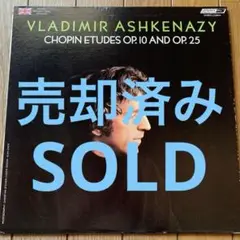 VLADIMIR ASHKENAZY
CHOPIN ETUDES OP. 10 AND OP. 25
売却済み
SOLD